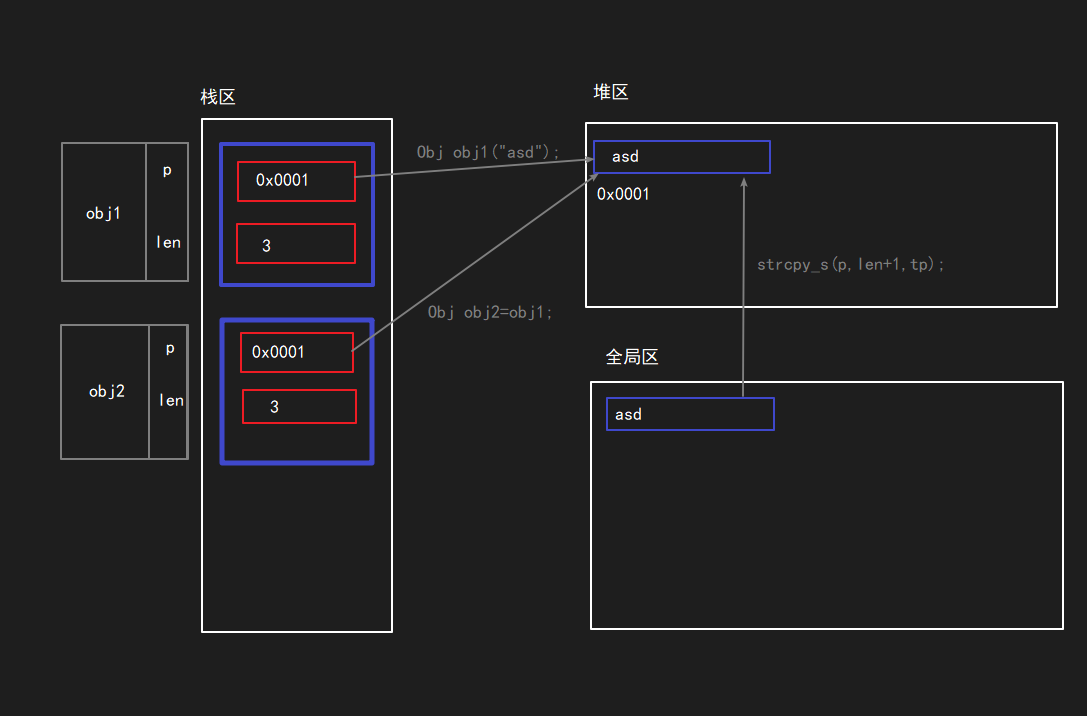 栈区
obj1
p
len
0x0001
3
obj2
p
len
0x0001
3
Obj obj1("asd");
Obj obj2=obj1;
堆区
asd
0x0001
strcpy_s(p,len+1,tp);
全局区
asd